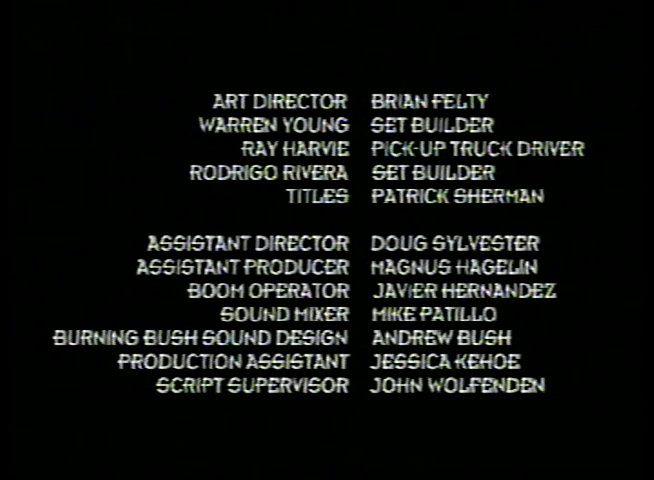 ART DIRECTOR BRIAN FELTY
WARREN YOUNG SET BUILDER
RAY HARVIE PICK-UP TRUCK DRIVER
RODRIGO RIVERA SET BUILDER
TITLES PATRICK SHERMAN
ASSISTANT DIRECTOR DOUG SYLVESTER
ASSISTANT PRODUCER MAGNUS HAGELIN
BOOM OPERATOR JAVIER HERNANDEZ
SOUND MIXER MIKE PATILLO
BURNING BUSH SOUND DESIGN ANDREW BUSH
PRODUCTION ASSISTANT JESSICA KEHOE
SCRIPT SUPERVISOR JOHN WOLFENDEN